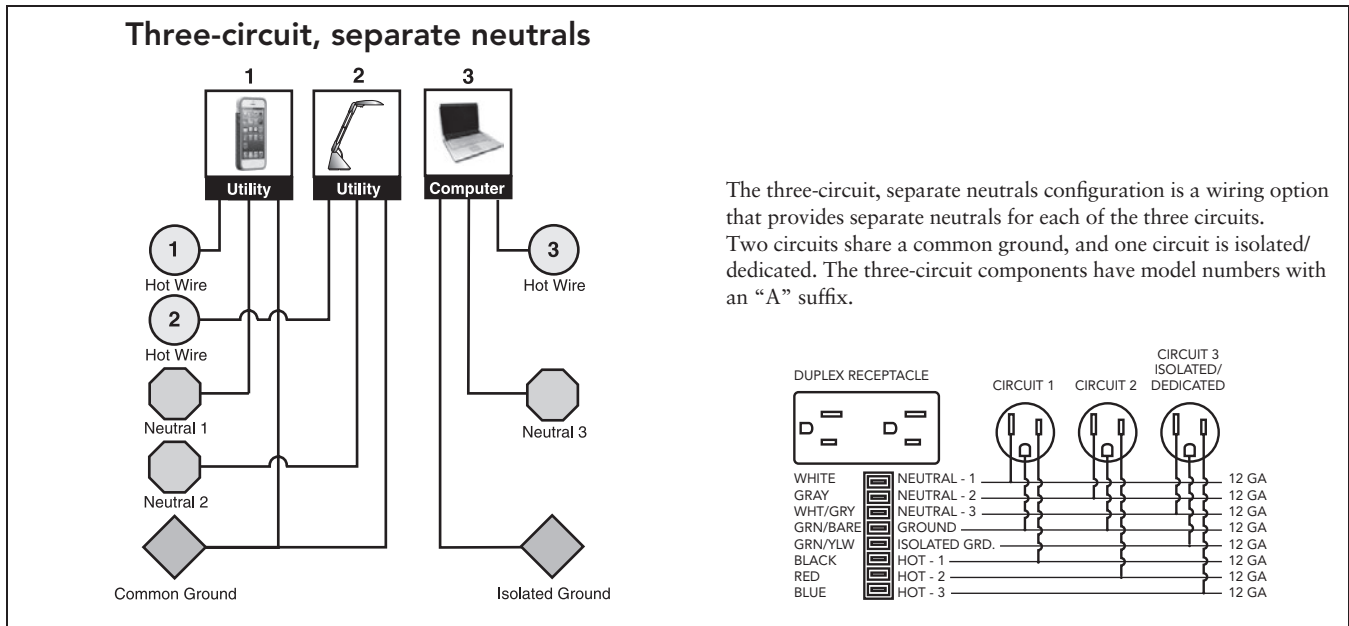 Three-circuit, separate neutrals
1
2
3
Utility
Utility
Computer
1
Hot Wire
3
Hot Wire
2
Hot Wire
Neutral 1
Neutral 3
Neutral 2
Common Ground
Isolated Ground
The three-circuit, separate neutrals configuration is a wiring option
that provides separate neutrals for each of the three circuits.
Two circuits share a common ground, and one circuit is isolated/
dedicated. The three-circuit components have model numbers with
an “A” suffix.
DUPLEX RECEPTACLE
CIRCUIT 1
CIRCUIT 2
CIRCUIT 3
ISOLATED/
DEDICATED
WHITE NEUTRAL - 1 12 GA
GRAY NEUTRAL - 2 12 GA
WHT/GRY NEUTRAL - 3 12 GA
GRN/BARE GROUND 12 GA
GRN/YLW ISOLATED GRD. 12 GA
BLACK HOT - 1 12 GA
RED HOT - 2 12 GA
BLUE HOT - 3 12 GA